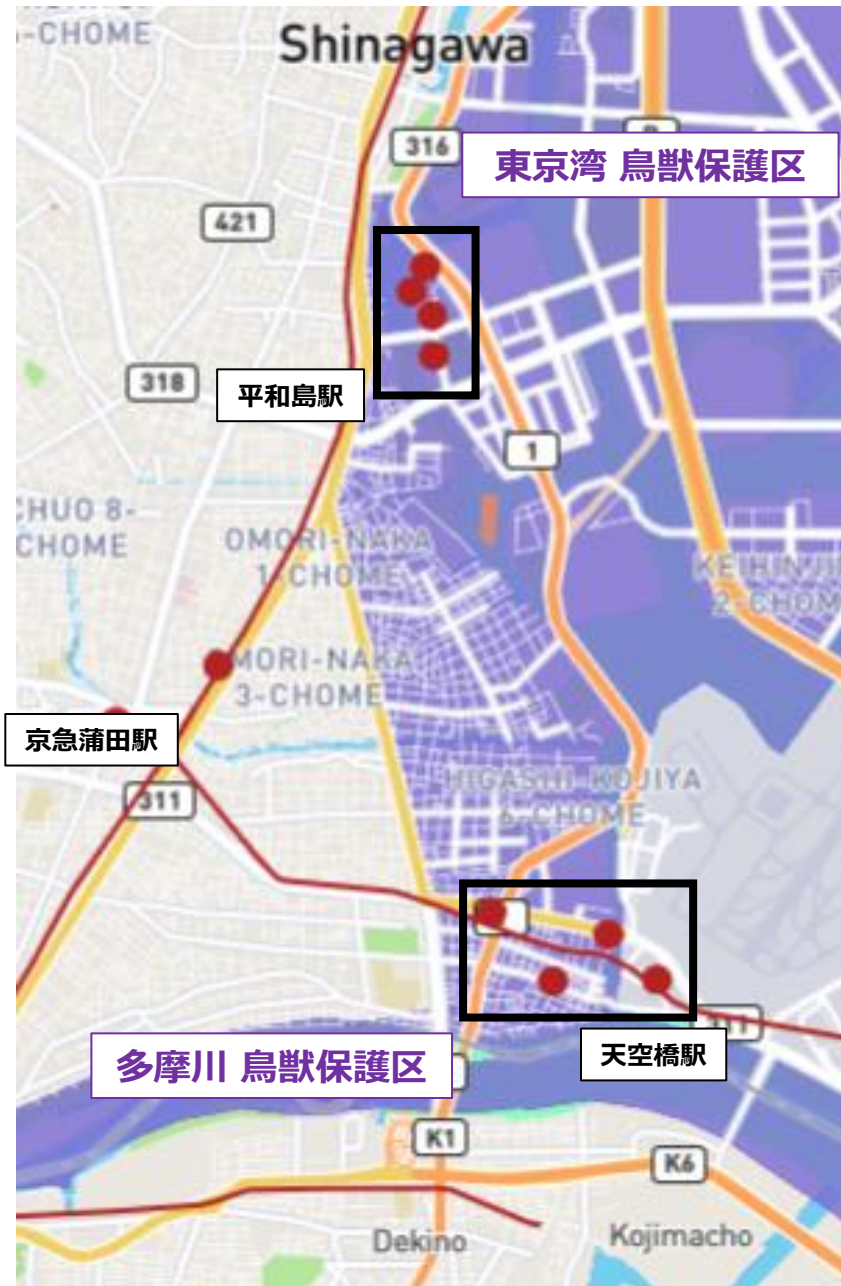 -CHOME
Shinagawa
316
東京湾 鳥獣保護区
421
318
平和島駅
1
CHUO 8-
CHOME
OMORI-NAKA
1-CHOME
MORI-NAKA
3-CHOME
2-CHOM
京急蒲田駅
311
HIGASHI KOJIYA
6-CHOME
311
多摩川 鳥獣保護区
天空橋駅
K1
K6
Dekino
Kojimacho